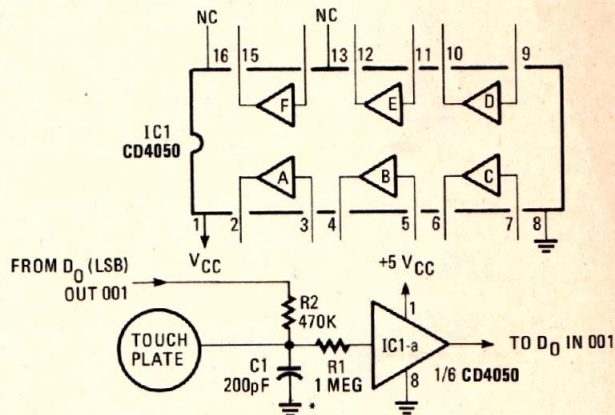 NC
NC
16 15 13 12 11 10 9
F E D
IC1
CD4050
A B C
1 2 3 4 5 6 7 8
V CC
FROM D0 (LSB)
OUT 001
+5 V CC
R2
470K
1
TOUCH
PLATE
IC1-a
TO D0 IN 001
C1
200pF
*
R1
1 MEG
8
1/6 CD4050